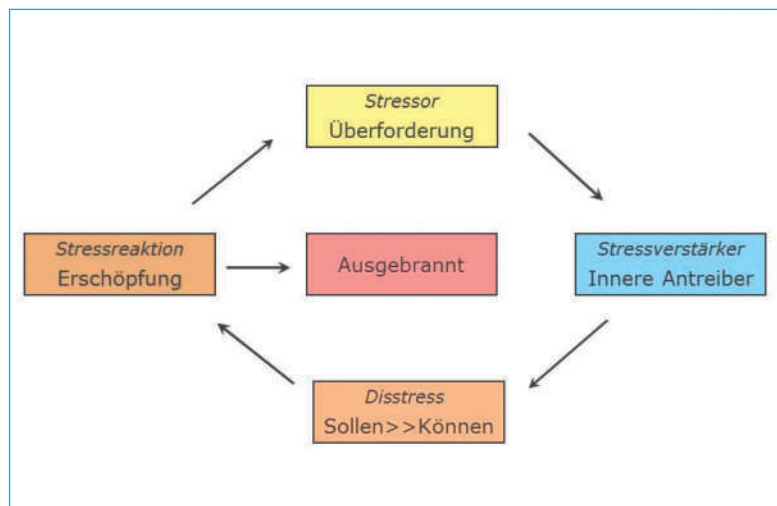 Stressor
Überforderung
Stressreaktion
Erschöpfung
Ausgebrannt
Stressverstärker
Innere Antreiber
Disstress
Sollen>>Können